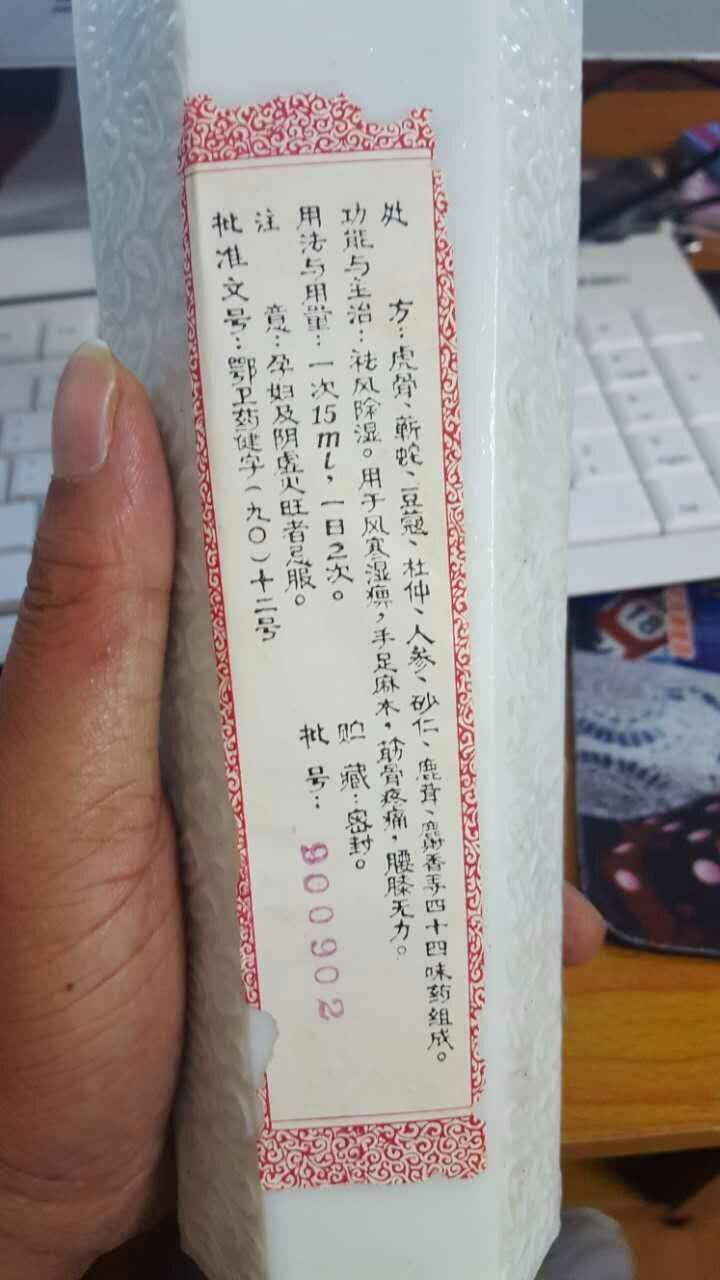 处方：虎骨、蕲蛇、豆蔻、杜仲、人参、砂仁、鹿茸、麝香等四十四味药组成。
功能与主治：祛风除湿。用于风寒湿痹，手足麻木，筋骨疼痛，腰膝无力。
用法与用量：一次15ml，一日2次。
贮藏：密封。
注意：孕妇及阴虚火旺者忌服。
批号：900902
批准文号：鄂卫药健字（九〇）十二号